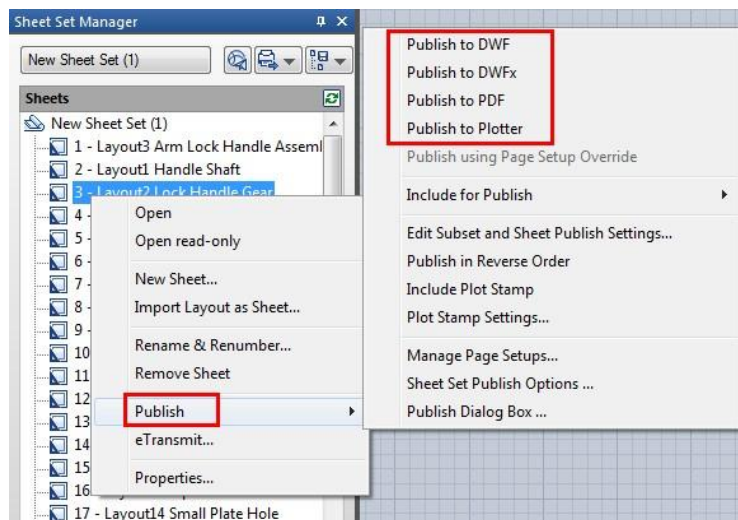 Sheet Set Manager
New Sheet Set (1)
Sheets
New Sheet Set (1)
1 - Layout3 Arm Lock Handle Asseml
2 - Layout1 Handle Shaft
3 - Layout2 Lock Handle Gear
4 -
5 -
6 -
7 -
8 -
9 -
10
11
12
13
14
15
16
17 - Layout14 Small Plate Hole
Open
Open read-only
New Sheet...
Import Layout as Sheet...
Rename & Renumber...
Remove Sheet
Publish
eTransmit...
Properties...
Publish to DWF
Publish to DWFx
Publish to PDF
Publish to Plotter
Publish using Page Setup Override
Include for Publish
Edit Subset and Sheet Publish Settings...
Publish in Reverse Order
Include Plot Stamp
Plot Stamp Settings...
Manage Page Setups...
Sheet Set Publish Options ...
Publish Dialog Box ...